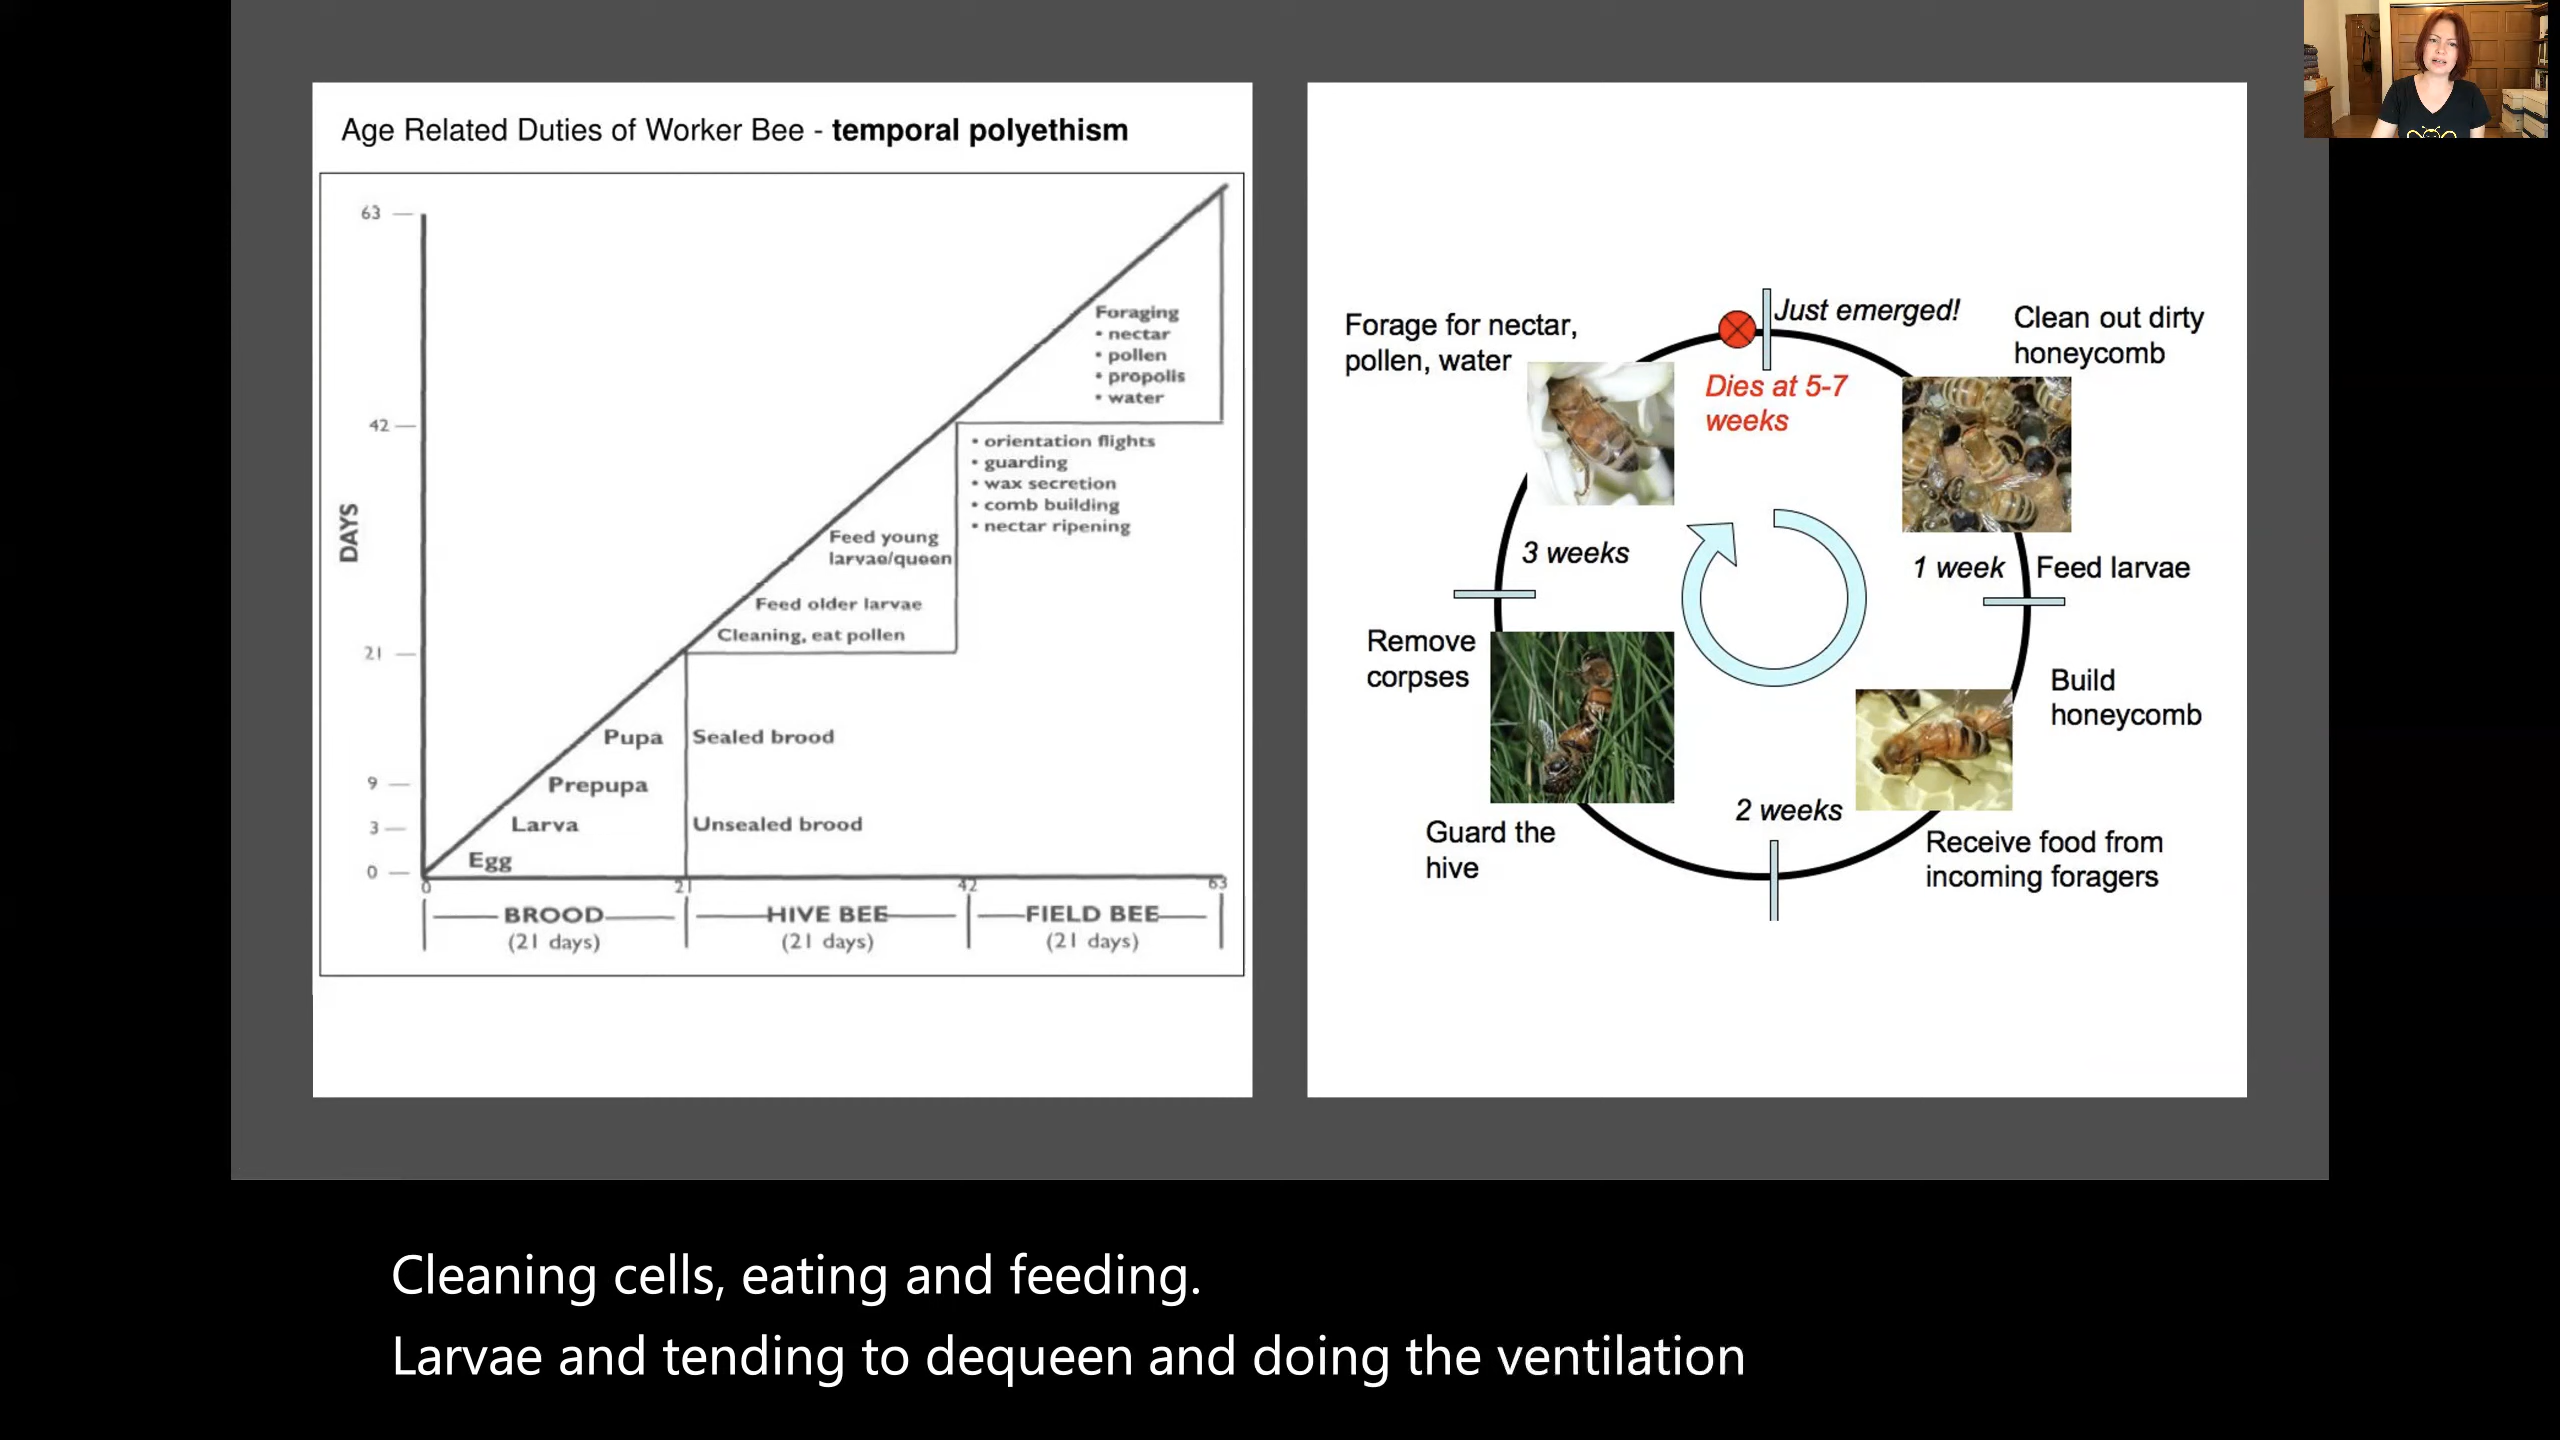 Age Related Duties of Worker Bee - temporal polyethism
63
42
21
9
3
0
DAYS
Foraging
• nectar
• pollen
• propolis
• water
• orientation flights
• guarding
• wax secretion
• comb building
• nectar ripening
Feed young
larvae/queen
Feed older larvae
Cleaning, eat pollen
Pupa
Sealed brood
Prepupa
Larva
Unsealed brood
Egg
0 21 42 63
BROOD HIVE BEE FIELD BEE
(21 days) (21 days) (21 days)
Just emerged!
Clean out dirty
honeycomb
Forage for nectar,
pollen, water
Dies at 5-7
weeks
3 weeks
1 week
Feed larvae
Remove
corpses
Build
honeycomb
2 weeks
Guard the
hive
Receive food from
incoming foragers
Cleaning cells, eating and feeding.
Larvae and tending to dequeen and doing the ventilation